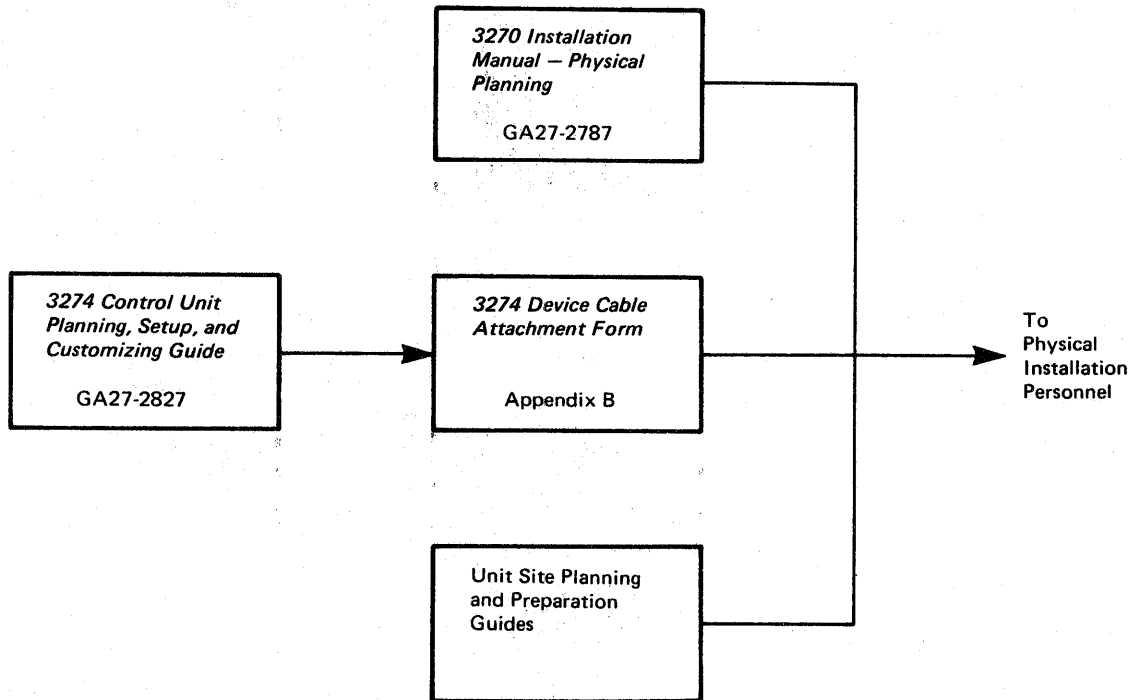 3270 Installation
Manual — Physical
Planning
GA27-2787
3274 Control Unit
Planning, Setup, and
Customizing Guide
GA27-2827
3274 Device Cable
Attachment Form
Appendix B
To
Physical
Installation
Personnel
Unit Site Planning
and Preparation
Guides